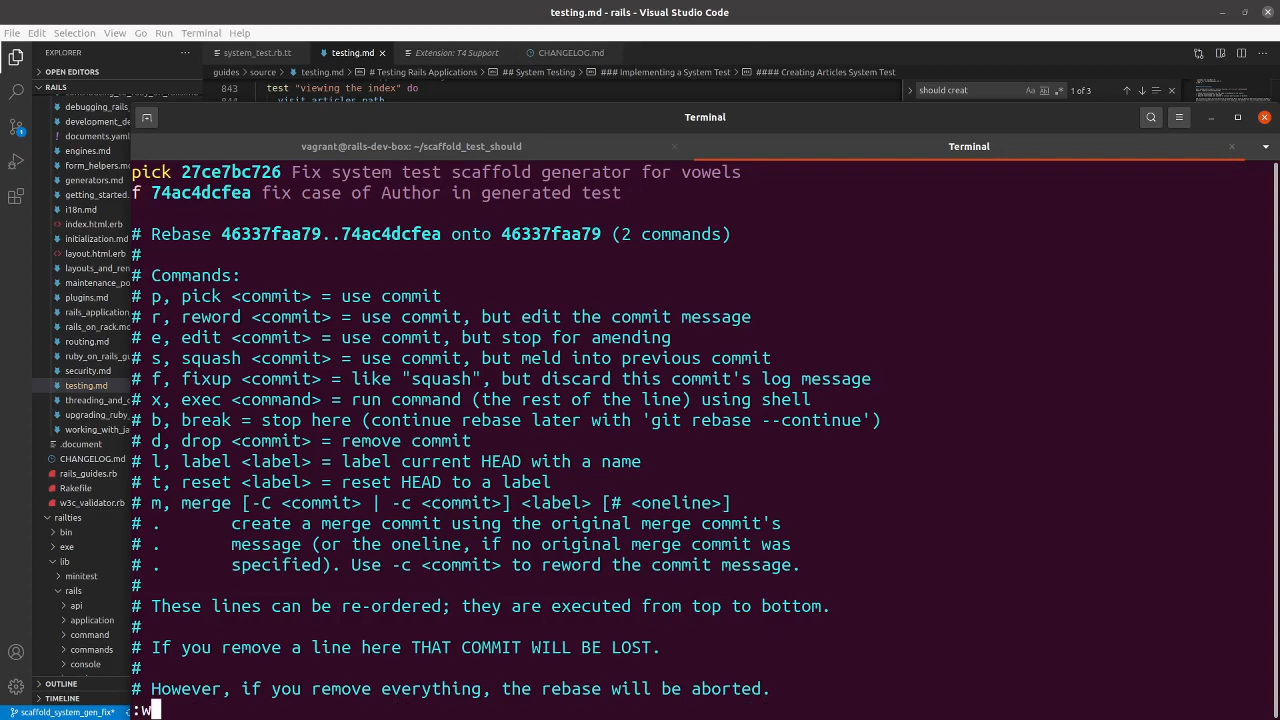 testing.md - rails - Visual Studio Code
File Edit Selection View Go Run Terminal Help
EXPLORER
system_test.rb.tt
testing.md
Extension: T4 Support
CHANGELOG.md
OPEN EDITORS
guides > source > testing.md > # Testing Rails Applications > ## System Testing > ### Implementing a System Test > #### Creating Articles System Test
RAILS
843 test "viewing the index" do
844 visit articles_path
should creat
Aa
1 of 3
debugging_rails_
development_de
documents.yaml
engines.md
form_helpers.m
generators.md
getting_started.
i18n.md
index.html.erb
initialization.md
layout.html.erb
layouts_and_ren
maintenance_po
plugins.md
rails_application
rails_on_rack.md
routing.md
ruby_on_rails_gu
security.md
testing.md
threading_and_c
upgrading_ruby_
working_with_ja
.document
CHANGELOG.md
rails_guides.rb
Rakefile
w3c_validator.rb
railties
bin
exe
lib
minitest
rails
api
application
command
commands
console
OUTLINE
TIMELINE
scaffold_system_gen_fix*
Terminal
vagrant@rails-dev-box: ~/scaffold_test_should
Terminal
pick 27ce7bc726 Fix system test scaffold generator for vowels
f 74ac4dcfea fix case of Author in generated test
# Rebase 46337faa79..74ac4dcfea onto 46337faa79 (2 commands)
#
# Commands:
# p, pick <commit> = use commit
# r, reword <commit> = use commit, but edit the commit message
# e, edit <commit> = use commit, but stop for amending
# s, squash <commit> = use commit, but meld into previous commit
# f, fixup <commit> = like "squash", but discard this commit's log message
# x, exec <command> = run command (the rest of the line) using shell
# b, break = stop here (continue rebase later with 'git rebase --continue')
# d, drop <commit> = remove commit
# l, label <label> = label current HEAD with a name
# t, reset <label> = reset HEAD to a label
# m, merge [-C <commit> | -c <commit>] <label> [# <oneline>]
# .       create a merge commit using the original merge commit's
# .       message (or the oneline, if no original merge commit was
# .       specified). Use -c <commit> to reword the commit message.
#
# These lines can be re-ordered; they are executed from top to bottom.
#
# If you remove a line here THAT COMMIT WILL BE LOST.
#
# However, if you remove everything, the rebase will be aborted.
:w